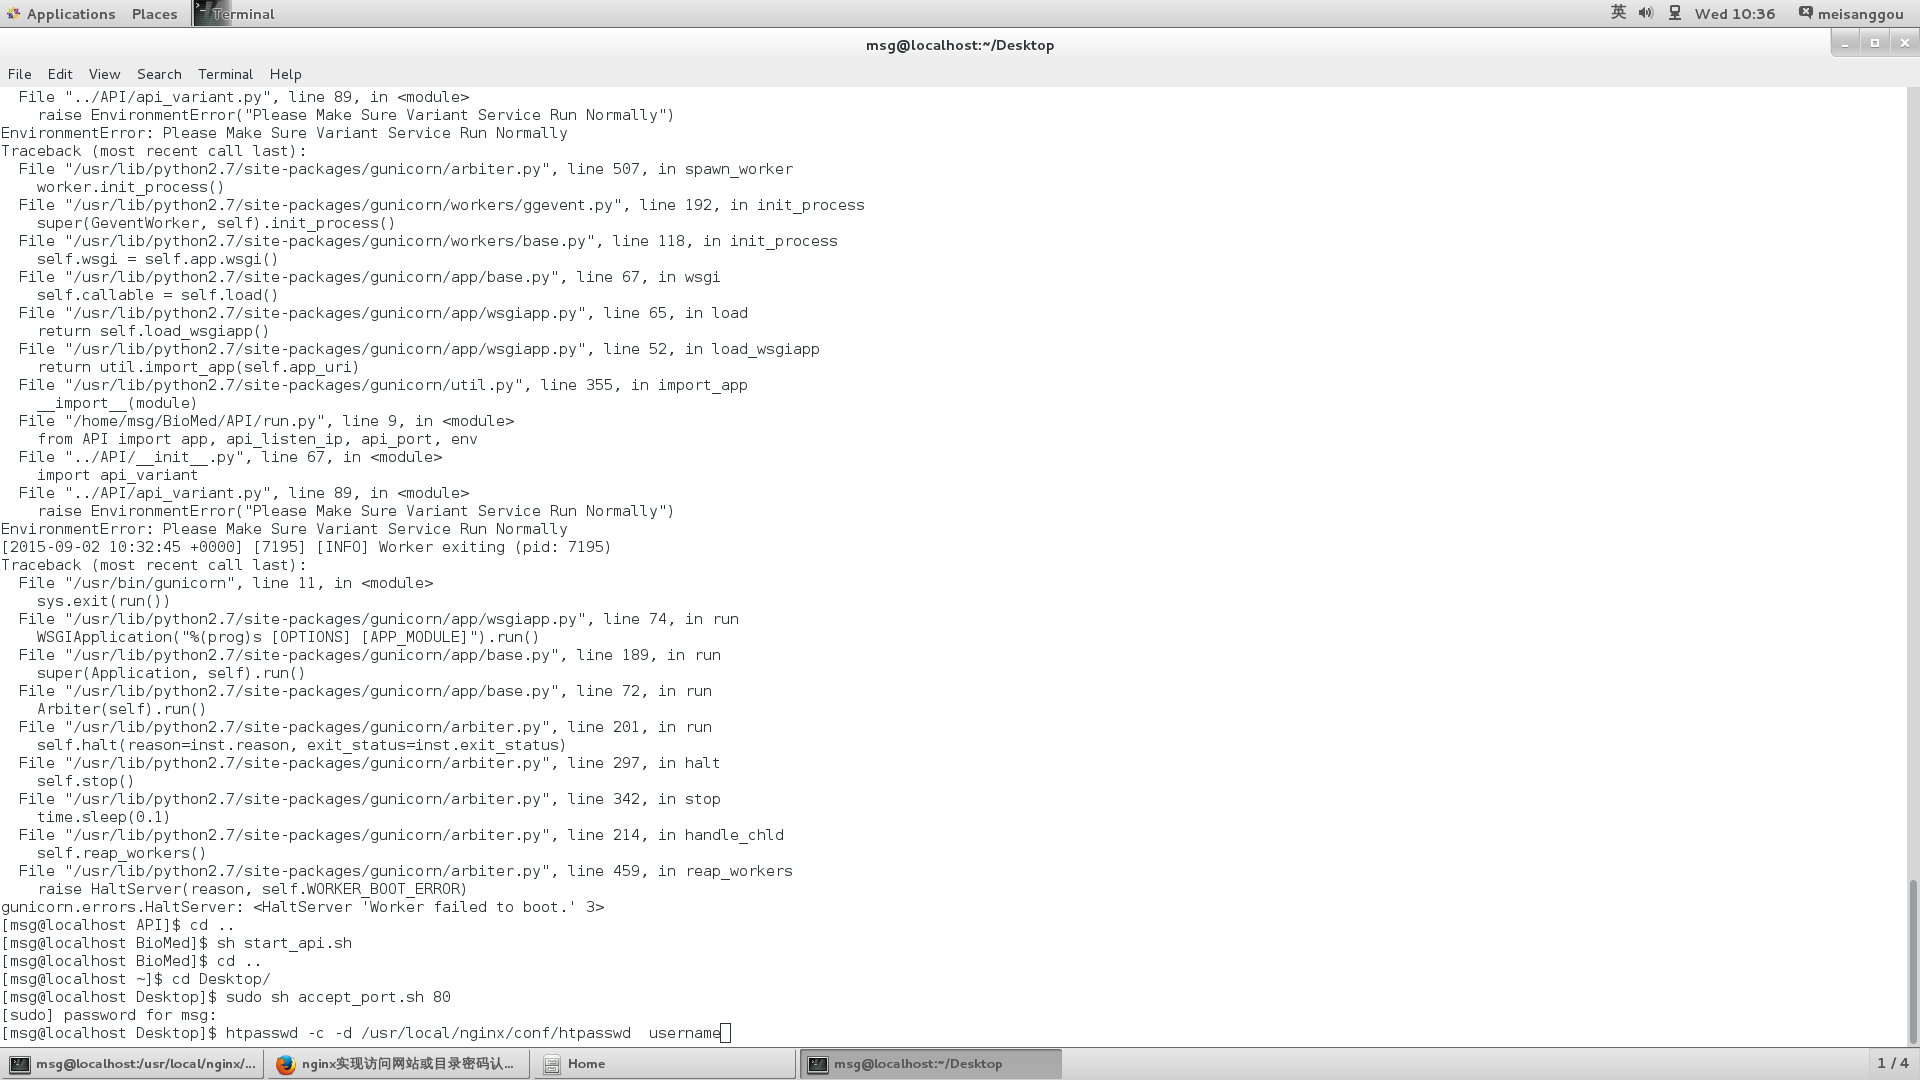 Applications Places Terminal 英 Wed 10:36 meisanggou
msg@localhost:~/Desktop
File Edit View Search Terminal Help
  File "../API/api_variant.py", line 89, in <module>
    raise EnvironmentError("Please Make Sure Variant Service Run Normally")
EnvironmentError: Please Make Sure Variant Service Run Normally
Traceback (most recent call last):
  File "/usr/lib/python2.7/site-packages/gunicorn/arbiter.py", line 507, in spawn_worker
    worker.init_process()
  File "/usr/lib/python2.7/site-packages/gunicorn/workers/ggevent.py", line 192, in init_process
    super(GeventWorker, self).init_process()
  File "/usr/lib/python2.7/site-packages/gunicorn/workers/base.py", line 118, in init_process
    self.wsgi = self.app.wsgi()
  File "/usr/lib/python2.7/site-packages/gunicorn/app/base.py", line 67, in wsgi
    self.callable = self.load()
  File "/usr/lib/python2.7/site-packages/gunicorn/app/wsgiapp.py", line 65, in load
    return self.load_wsgiapp()
  File "/usr/lib/python2.7/site-packages/gunicorn/app/wsgiapp.py", line 52, in load_wsgiapp
    return util.import_app(self.app_uri)
  File "/usr/lib/python2.7/site-packages/gunicorn/util.py", line 355, in import_app
    __import__(module)
  File "/home/msg/BioMed/API/run.py", line 9, in <module>
    from API import app, api_listen_ip, api_port, env
  File "../API/__init__.py", line 67, in <module>
    import api_variant
  File "../API/api_variant.py", line 89, in <module>
    raise EnvironmentError("Please Make Sure Variant Service Run Normally")
EnvironmentError: Please Make Sure Variant Service Run Normally
[2015-09-02 10:32:45 +0000] [7195] [INFO] Worker exiting (pid: 7195)
Traceback (most recent call last):
  File "/usr/bin/gunicorn", line 11, in <module>
    sys.exit(run())
  File "/usr/lib/python2.7/site-packages/gunicorn/app/wsgiapp.py", line 74, in run
    WSGIApplication("%(prog)s [OPTIONS] [APP_MODULE]").run()
  File "/usr/lib/python2.7/site-packages/gunicorn/app/base.py", line 189, in run
    super(Application, self).run()
  File "/usr/lib/python2.7/site-packages/gunicorn/app/base.py", line 72, in run
    Arbiter(self).run()
  File "/usr/lib/python2.7/site-packages/gunicorn/arbiter.py", line 201, in run
    self.halt(reason=inst.reason, exit_status=inst.exit_status)
  File "/usr/lib/python2.7/site-packages/gunicorn/arbiter.py", line 297, in halt
    self.stop()
  File "/usr/lib/python2.7/site-packages/gunicorn/arbiter.py", line 342, in stop
    time.sleep(0.1)
  File "/usr/lib/python2.7/site-packages/gunicorn/arbiter.py", line 214, in handle_chld
    self.reap_workers()
  File "/usr/lib/python2.7/site-packages/gunicorn/arbiter.py", line 459, in reap_workers
    raise HaltServer(reason, self.WORKER_BOOT_ERROR)
gunicorn.errors.HaltServer: <HaltServer 'Worker failed to boot.' 3>
[msg@localhost API]$ cd ..
[msg@localhost BioMed]$ sh start_api.sh
[msg@localhost BioMed]$ cd ..
[msg@localhost ~]$ cd Desktop/
[msg@localhost Desktop]$ sudo sh accept_port.sh 80
[sudo] password for msg:
[msg@localhost Desktop]$ htpasswd -c -d /usr/local/nginx/conf/htpasswd  username
msg@localhost:/usr/local/nginx/... nginx实现访问网站或目录密码认... Home msg@localhost:~/Desktop 1 / 4